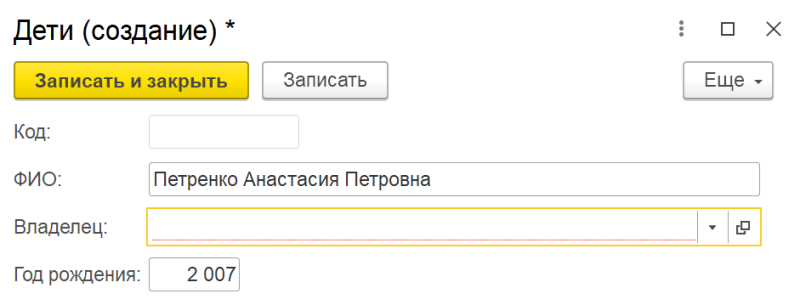 Дети (создание) *
Записать и закрыть Записать Еще
Код:
ФИО: Петренко Анастасия Петровна
Владелец:
Год рождения: 2 007